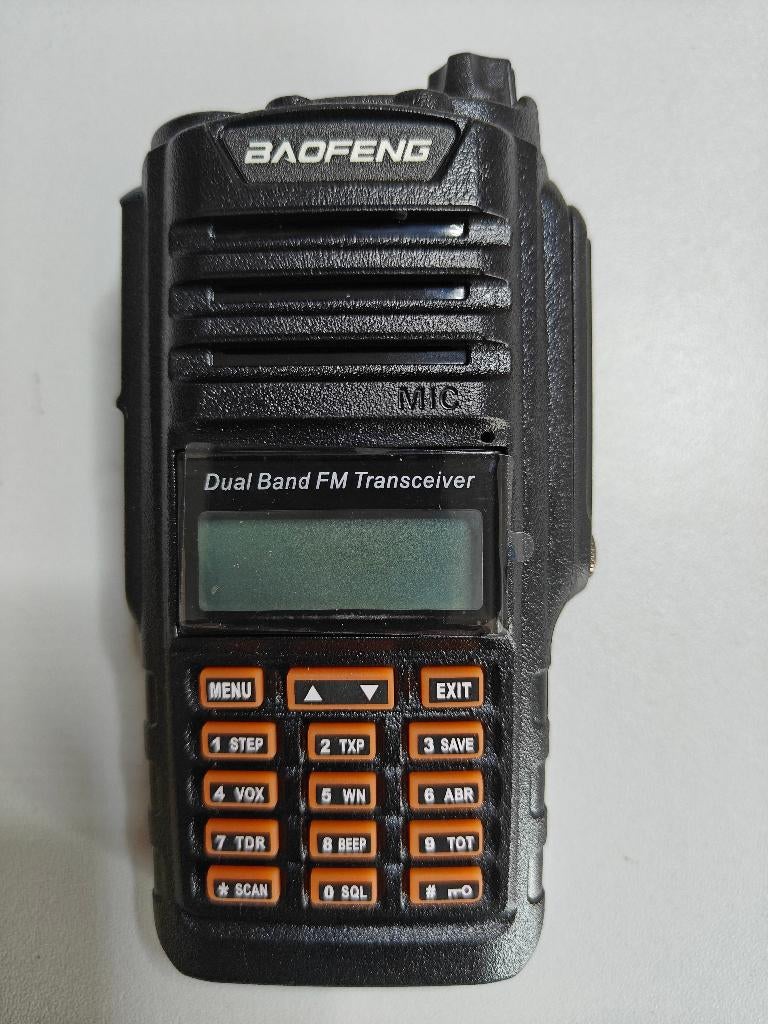 BAOFENG
MIC
Dual Band FM Transceiver
MENU ▲ ▼ EXIT
1 STEP 2 TXP 3 SAVE
4 VOX 5 WN 6 ABR
7 TDR 8 BEEP 9 TOT
* SCAN 0 SQL #